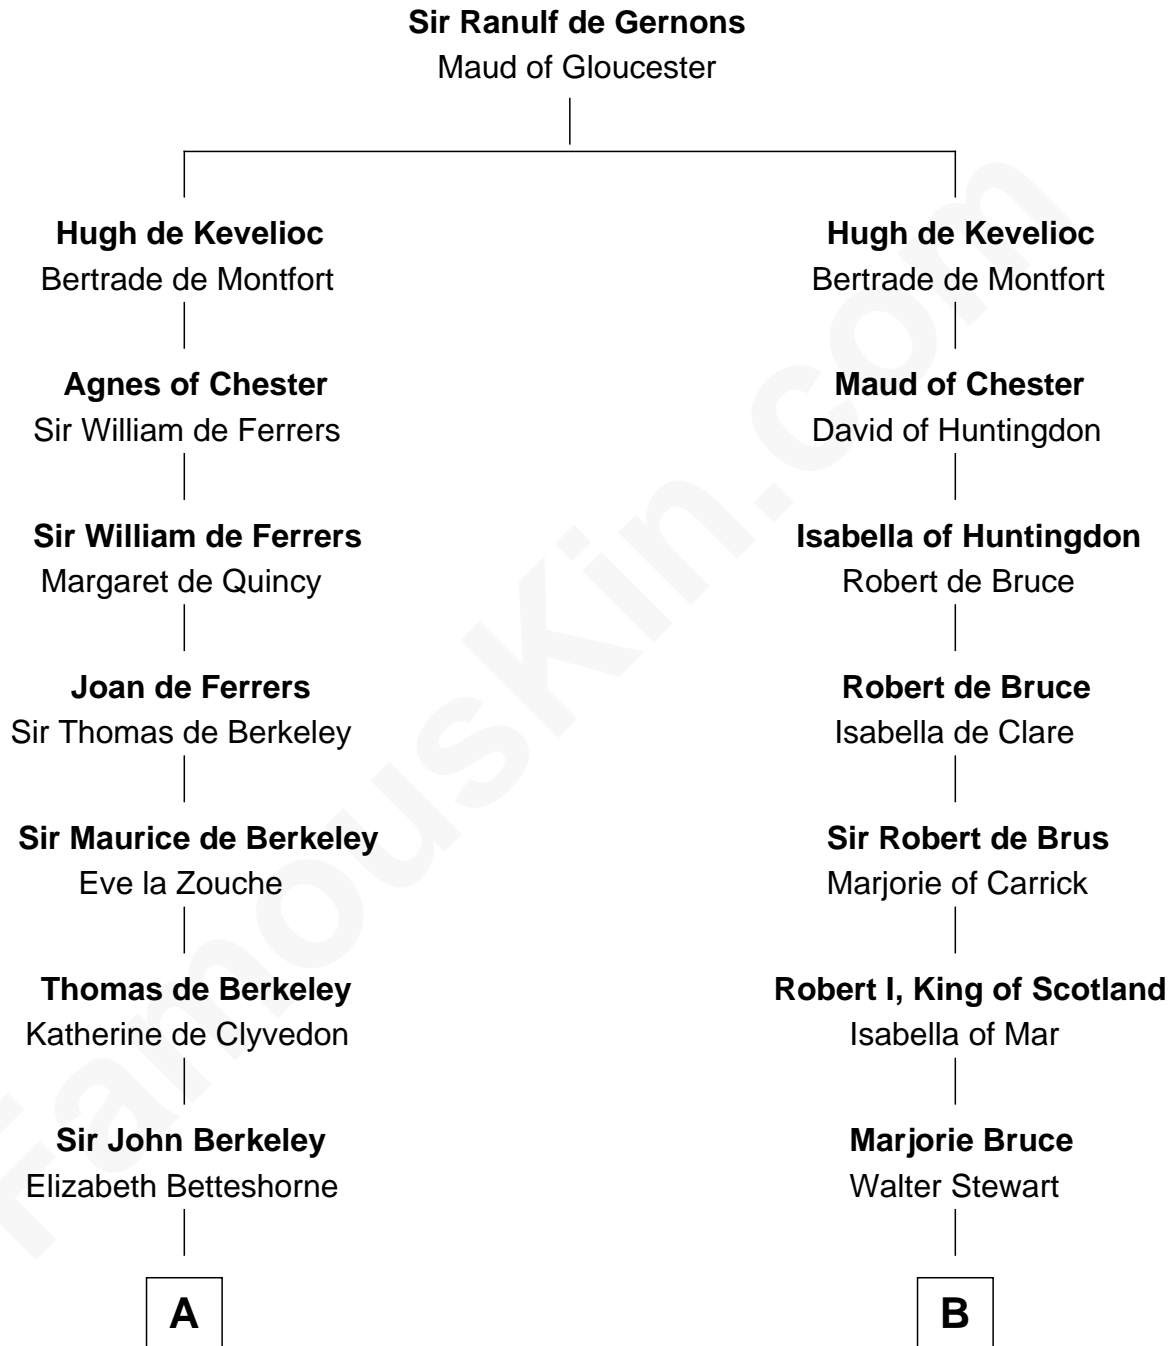 Sir Ranulf de Gernons
Maud of Gloucester
Hugh de Kevelioc
Bertrade de Montfort
Agnes of Chester
Sir William de Ferrers
Sir William de Ferrers
Margaret de Quincy
Joan de Ferrers
Sir Thomas de Berkeley
Sir Maurice de Berkeley
Eve la Zouche
Thomas de Berkeley
Katherine de Clyvedon
Sir John Berkeley
Elizabeth Betteshorne
A
Hugh de Kevelioc
Bertrade de Montfort
Maud of Chester
David of Huntingdon
Isabella of Huntingdon
Robert de Bruce
Robert de Bruce
Isabella de Clare
Sir Robert de Brus
Marjorie of Carrick
Robert I, King of Scotland
Isabella of Mar
Marjorie Bruce
Walter Stewart
B
FamousKin.com